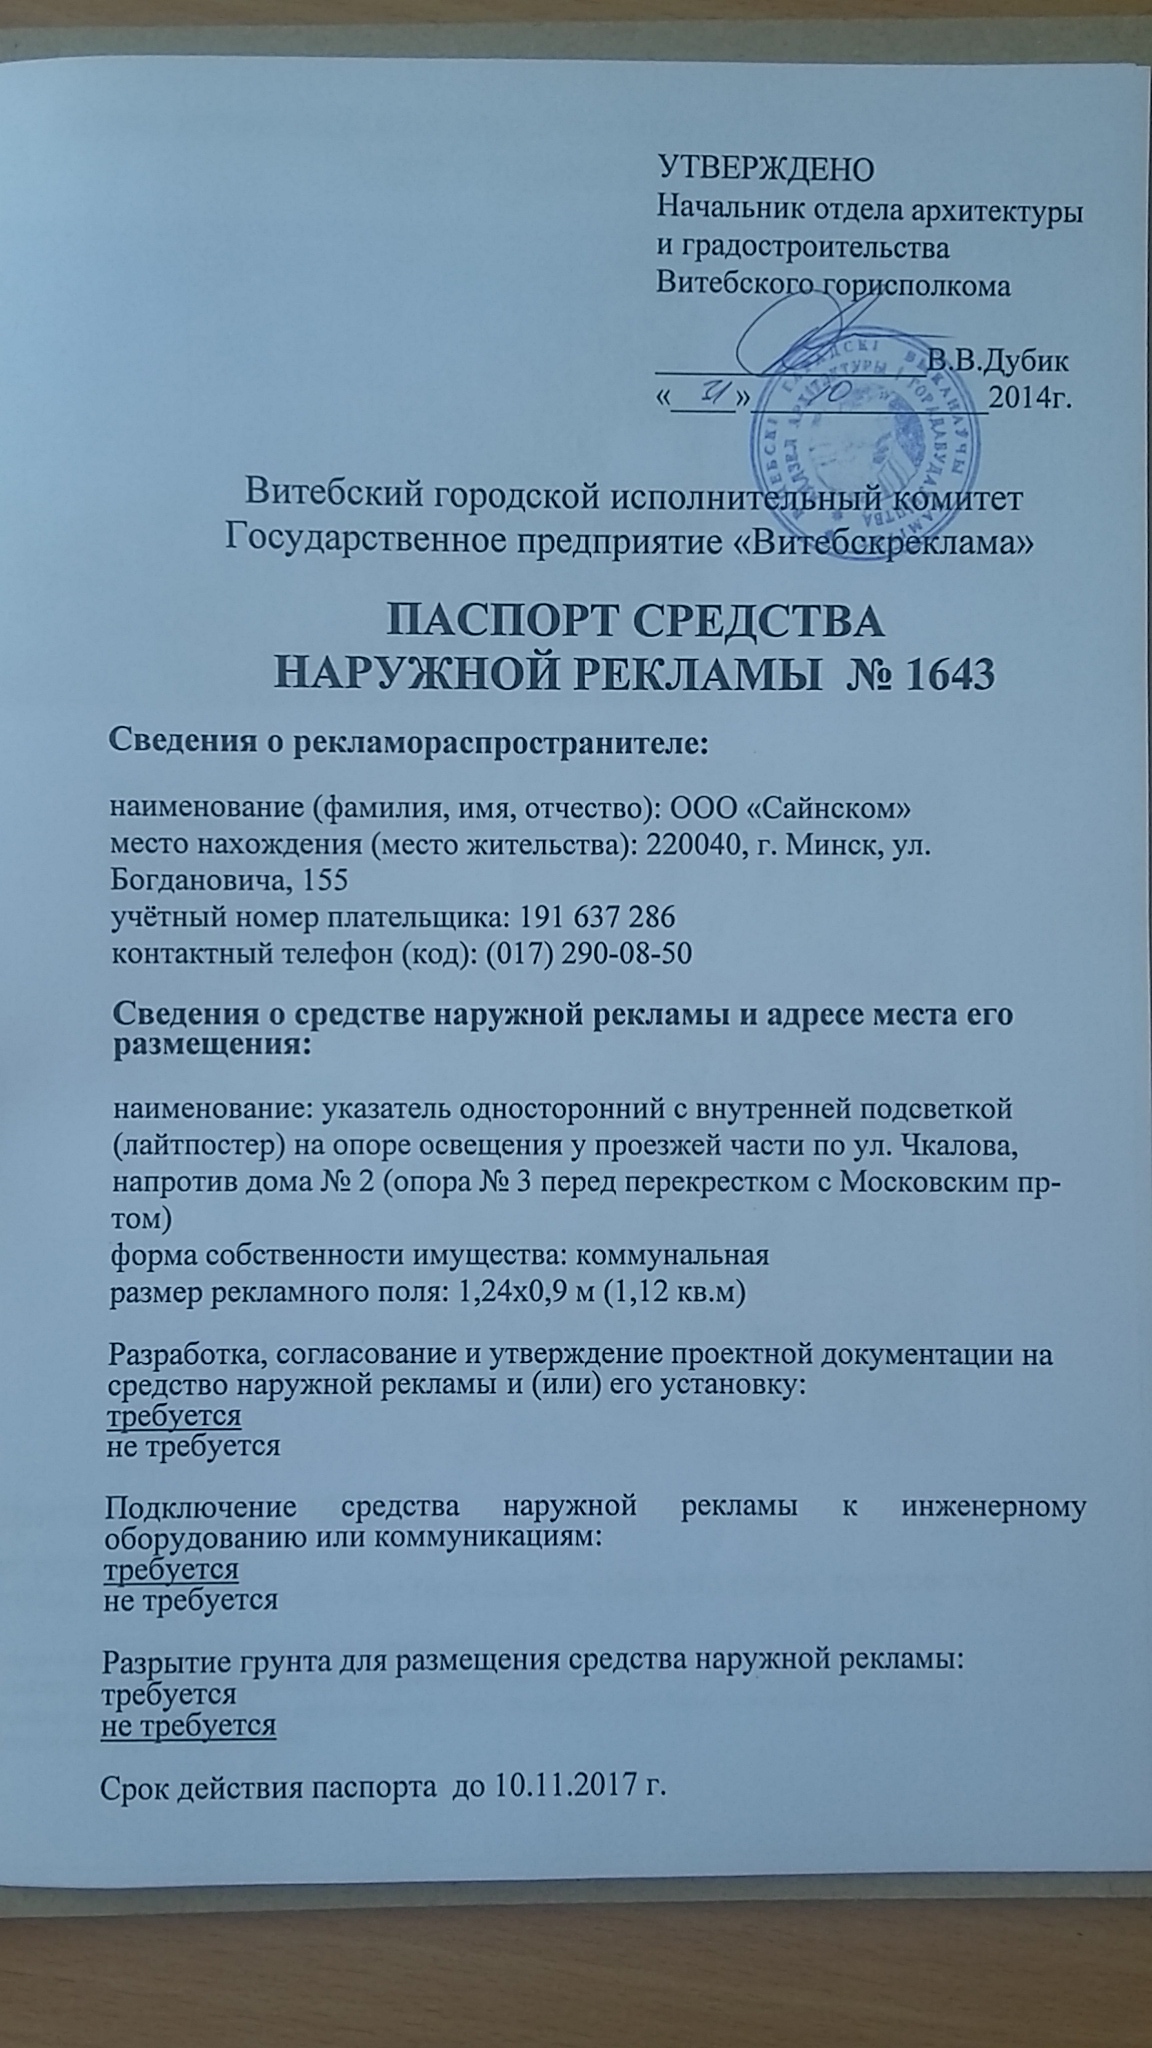 УТВЕРЖДЕНО
Начальник отдела архитектуры
и градостроительства
Витебского горисполкома
В.В.Дубик
«31» 10 2014г.
Витебский городской исполнительный комитет
Государственное предприятие «Витебскреклама»
ПАСПОРТ СРЕДСТВА
НАРУЖНОЙ РЕКЛАМЫ № 1643
Сведения о рекламораспространителе:
наименование (фамилия, имя, отчество): ООО «Сайнском»
место нахождения (место жительства): 220040, г. Минск, ул.
Богдановича, 155
учётный номер плательщика: 191 637 286
контактный телефон (код): (017) 290-08-50
Сведения о средстве наружной рекламы и адресе места его
размещения:
наименование: указатель односторонний с внутренней подсветкой
(лайтпостер) на опоре освещения у проезжей части по ул. Чкалова,
напротив дома № 2 (опора № 3 перед перекрестком с Московским пр-
том)
форма собственности имущества: коммунальная
размер рекламного поля: 1,24х0,9 м (1,12 кв.м)
Разработка, согласование и утверждение проектной документации на
средство наружной рекламы и (или) его установку:
требуется
не требуется
Подключение средства наружной рекламы к инженерному
оборудованию или коммуникациям:
требуется
не требуется
Разрытие грунта для размещения средства наружной рекламы:
требуется
не требуется
Срок действия паспорта до 10.11.2017 г.